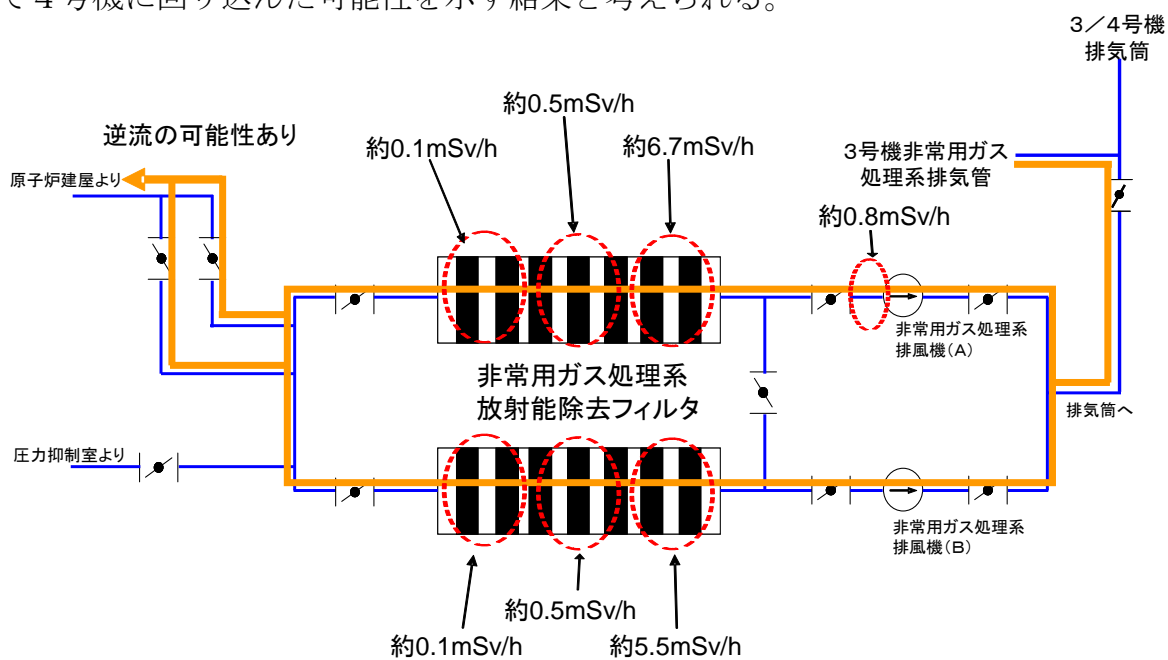 で4号機に回り込んだ可能性を示す結果と考えられる。
3／4号機
排気筒
約0.5mSv/h
逆流の可能性あり
約0.1mSv/h
約6.7mSv/h
3号機非常用ガス
処理系排気管
原子炉建屋より
約0.8mSv/h
非常用ガス処理系
排風機(A)
非常用ガス処理系
放射能除去フィルタ
排気筒へ
圧力抑制室より
非常用ガス処理系
排風機(B)
約0.5mSv/h
約0.1mSv/h
約5.5mSv/h